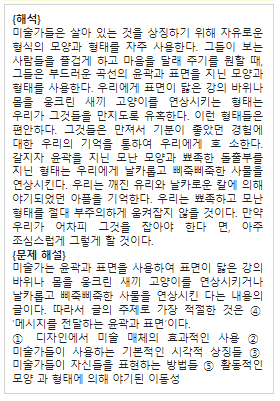 {해석}
미술가들은 살아 있는 것을 상징하기 위해 자유로운
형식의 모양과 형태를 자주 사용한다. 그들이 보는
사람들을 즐겁게 하고 마음을 달래 주기를 원할 때,
그들은 부드러운 곡선의 윤곽과 표면을 지닌 모양과
형태를 사용한다. 우리에게 표면이 닳은 강의 바위나
몸을 웅크린 새끼 고양이를 연상시키는 형태는
우리가 그것들을 만지도록 유혹한다. 이런 형태들은
편안하다. 그것들은 만져서 기분이 좋았던 경험에
대한 우리의 기억을 통하여 우리에게 호 소한다.
갈지자 윤곽을 지닌 모난 모양과 뾰족한 돌출부를
지닌 형태는 우리에게 날카롭고 삐죽삐죽한 사물을
연상시킨다. 우리는 깨진 유리와 날카로운 칼에 의해
야기되었던 아픔을 기억한다. 우리는 뾰족하고 모난
형태를 절대 부주의하게 움켜잡지 않을 것이다. 만약
우리가 어차피 그것을 잡아야 한다 면, 아주
조심스럽게 그렇게 할 것이다.
{문제 해설}
미술가는 윤곽과 표면을 사용하여 표면이 닳은 강의
바위나 몸을 웅크린 새끼 고양이를 연상시키거나
날카롭고 삐죽삐죽한 사물을 연상시킨 다는 내용의
글이다. 따라서 글의 주제로 가장 적절한 것은 ④
'메시지를 전달하는 윤곽과 표면'이다.
① 디자인에서 미술 매체의 효과적인 사용 ②
미술가들이 사용하는 기본적인 시각적 상징들 ③
미술가들이 자신들을 표현하는 방법들 ⑤ 활동적인
모양 과 형태에 의해 야기된 이동성